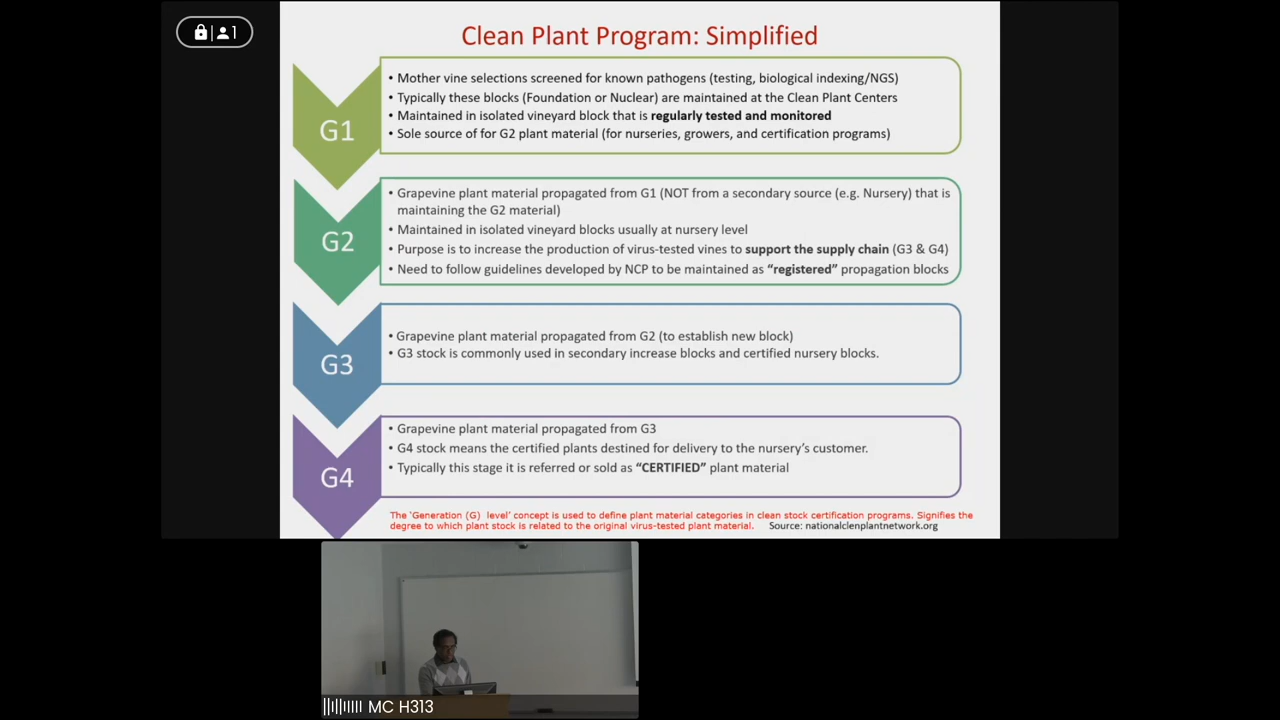 1
Clean Plant Program: Simplified
G1
• Mother vine selections screened for known pathogens (testing, biological indexing/NGS)
• Typically these blocks (Foundation or Nuclear) are maintained at the Clean Plant Centers
• Maintained in isolated vineyard block that is regularly tested and monitored
• Sole source of for G2 plant material (for nurseries, growers, and certification programs)
G2
• Grapevine plant material propagated from G1 (NOT from a secondary source (e.g. Nursery) that is
maintaining the G2 material)
• Maintained in isolated vineyard blocks usually at nursery level
• Purpose is to increase the production of virus-tested vines to support the supply chain (G3 & G4)
• Need to follow guidelines developed by NCP to be maintained as “registered” propagation blocks
G3
• Grapevine plant material propagated from G2 (to establish new block)
• G3 stock is commonly used in secondary increase blocks and certified nursery blocks.
G4
• Grapevine plant material propagated from G3
• G4 stock means the certified plants destined for delivery to the nursery’s customer.
• Typically this stage it is referred or sold as “CERTIFIED” plant material
The ‘Generation (G) level’ concept is used to define plant material categories in clean stock certification programs. Signifies the
degree to which plant stock is related to the original virus-tested plant material. Source: nationalclenplantnetwork.org
MC H313